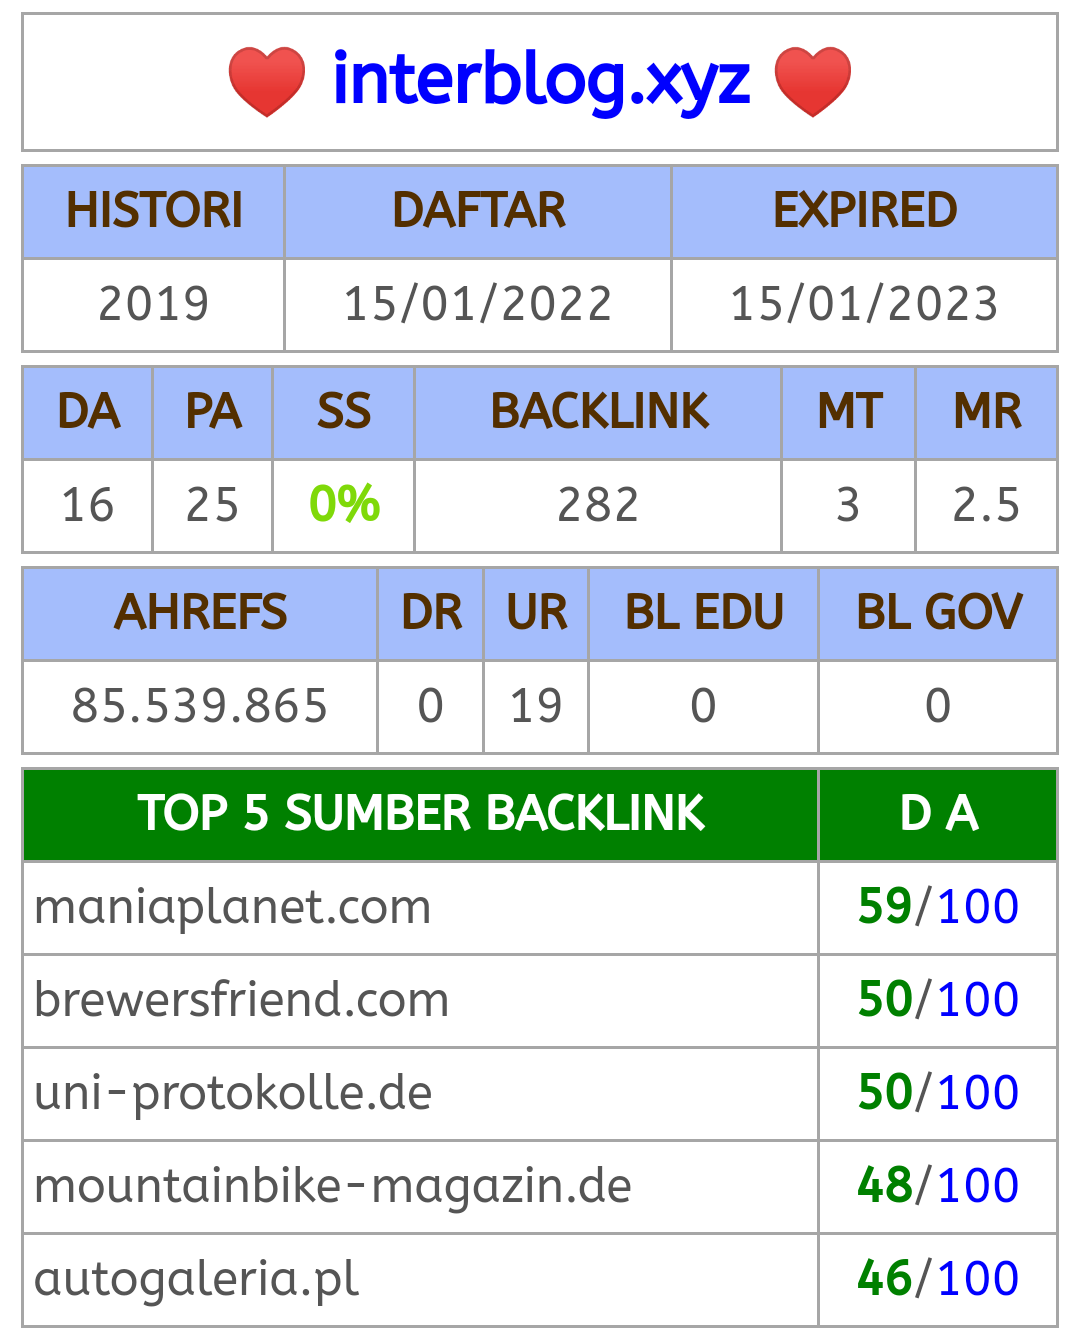 ❤️ interblog.xyz ❤️
HISTORI DAFTAR EXPIRED
2019 15/01/2022 15/01/2023
DA PA SS BACKLINK MT MR
16 25 0% 282 3 2.5
AHREFS DR UR BL EDU BL GOV
85.539.865 0 19 0 0
TOP 5 SUMBER BACKLINK D A
maniaplanet.com 59/100
brewersfriend.com 50/100
uni-protokolle.de 50/100
mountainbike-magazin.de 48/100
autogaleria.pl 46/100